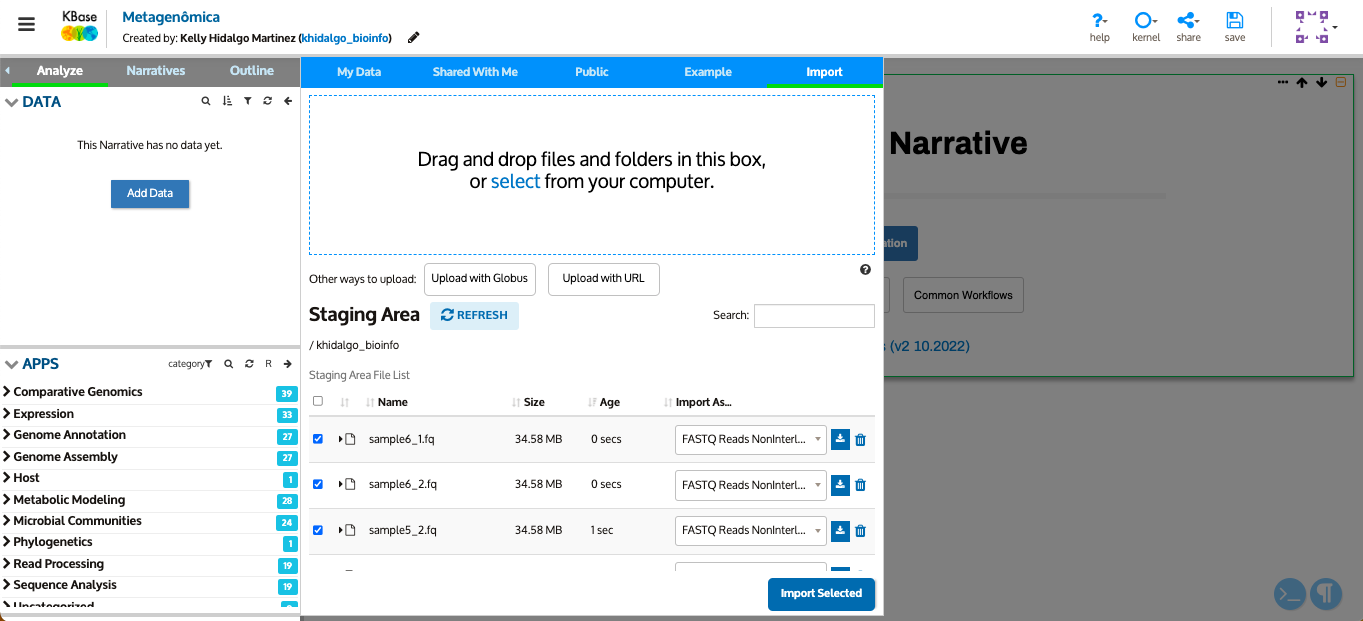 KBase
Metagenômica
Created by: Kelly Hidalgo Martinez (khidalgo_bioinfo)
help
kernel
share
save
Analyze
Narratives
Outline
DATA
This Narrative has no data yet.
Add Data
APPS
category
R
Comparative Genomics 39
Expression 33
Genome Annotation 27
Genome Assembly 27
Host 1
Metabolic Modeling 28
Microbial Communities 24
Phylogenetics 1
Read Processing 19
Sequence Analysis 19
Uncategorized
My Data
Shared With Me
Public
Example
Import
Drag and drop files and folders in this box,
or select from your computer.
Other ways to upload:
Upload with Globus
Upload with URL
Staging Area
REFRESH
Search:
/ khidalgo_bioinfo
Staging Area File List
Name Size Age Import As...
sample6_1.fq 34.58 MB 0 secs FASTQ Reads NonInterl...
sample6_2.fq 34.58 MB 0 secs FASTQ Reads NonInterl...
sample5_2.fq 34.58 MB 1 sec FASTQ Reads NonInterl...
Import Selected
Narrative
Common Workflows
(v2 10.2022)